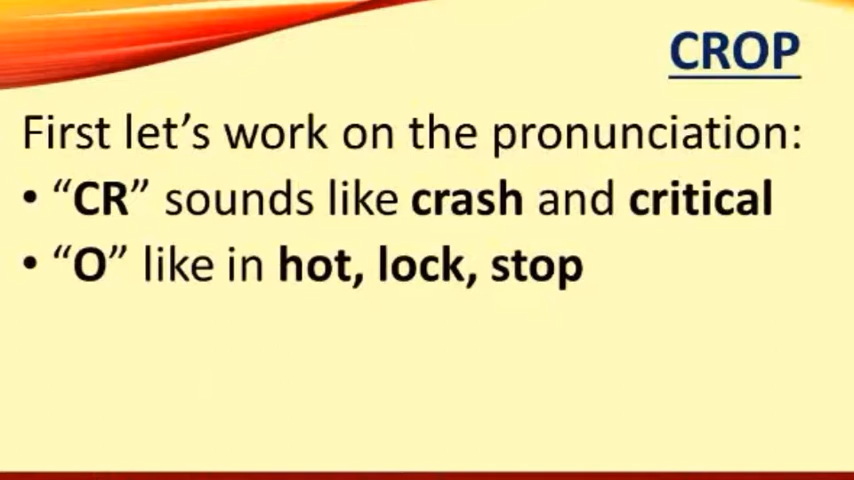 CROP
First let’s work on the pronunciation:
• “CR” sounds like crash and critical
• “O” like in hot, lock, stop